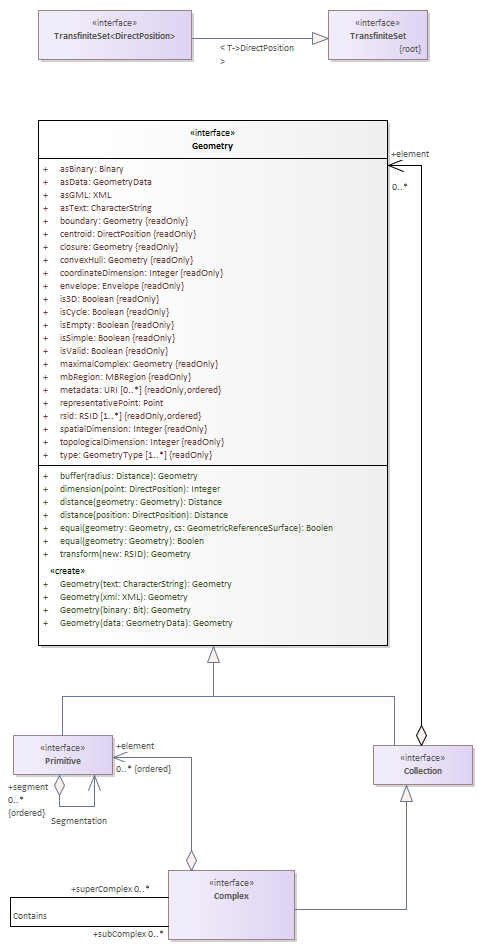 «interface»
TransfiniteSet<DirectPosition>
«interface»
TransfiniteSet
{root}
< T->DirectPosition
>
«interface»
Geometry
+element
0..*
+ asBinary: Binary
+ asData: GeometryData
+ asGML: XML
+ asText: CharacterString
+ boundary: Geometry {readOnly}
+ centroid: DirectPosition {readOnly}
+ closure: Geometry {readOnly}
+ convexHull: Geometry {readOnly}
+ coordinateDimension: Integer {readOnly}
+ envelope: Envelope {readOnly}
+ is3D: Boolean {readOnly}
+ isCycle: Boolean {readOnly}
+ isEmpty: Boolean {readOnly}
+ isSimple: Boolean {readOnly}
+ isValid: Boolean {readOnly}
+ maximalComplex: Geometry {readOnly}
+ mbRegion: MBRegion {readOnly}
+ metadata: URI [0..*] {readOnly,ordered}
+ representativePoint: Point
+ rsid: RSID [1..*] {readOnly,ordered}
+ spatialDimension: Integer {readOnly}
+ topologicalDimension: Integer {readOnly}
+ type: GeometryType [1..*] {readOnly}
+ buffer(radius: Distance): Geometry
+ dimension(point: DirectPosition): Integer
+ distance(geometry: Geometry): Distance
+ distance(position: DirectPosition): Distance
+ equal(geometry: Geometry, cs: GeometricReferenceSurface): Boolen
+ equal(geometry: Geometry): Boolen
+ transform(new: RSID): Geometry
«create»
+ Geometry(text: CharacterString): Geometry
+ Geometry(xml: XML): Geometry
+ Geometry(binary: Bit): Geometry
+ Geometry(data: GeometryData): Geometry
«interface»
Primitive
+element
0..* {ordered}
«interface»
Collection
+segment
0..*
{ordered}
Segmentation
«interface»
Complex
+superComplex 0..*
Contains
+subComplex 0..*